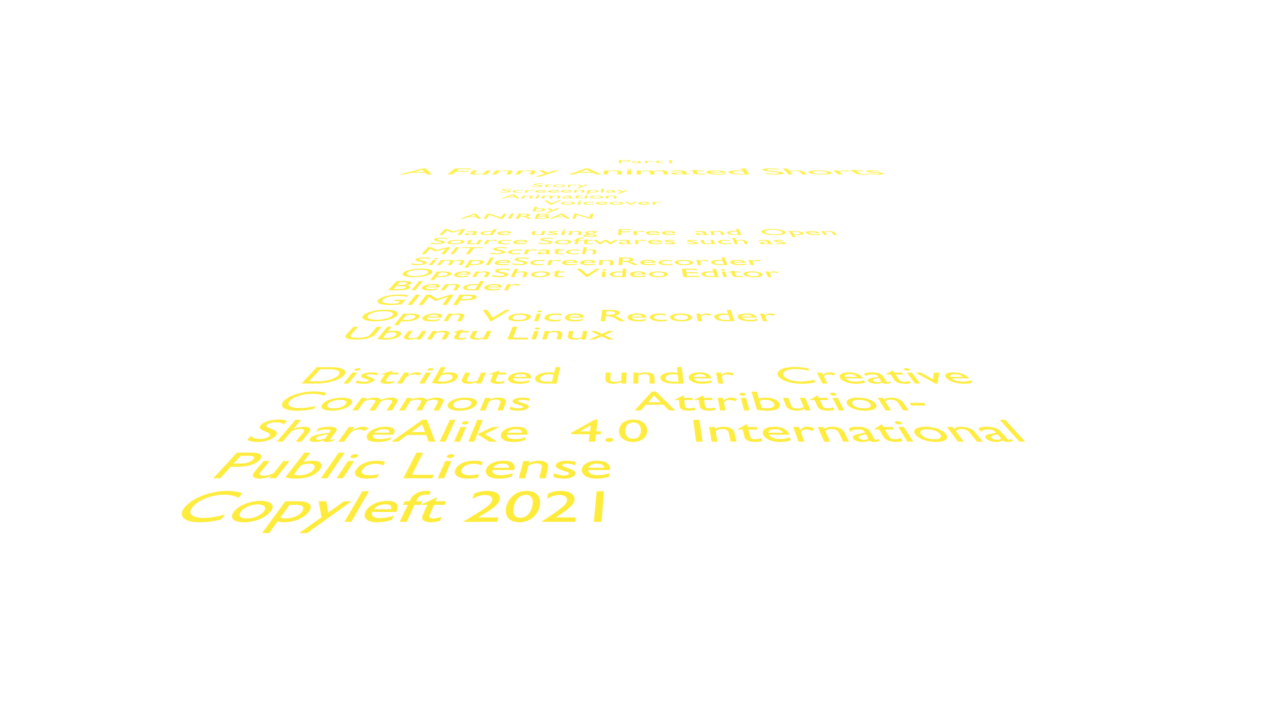 Part1
A Funny Animated Shorts
Story
Screeenplay
Animation
Voiceover
by
ANIRBAN
Made using Free and Open
Source Softwares such as
MIT Scratch
SimpleScreenRecorder
OpenShot Video Editor
Blender
GIMP
Open Voice Recorder
Ubuntu Linux
Distributed under Creative
Commons Attribution-
ShareAlike 4.0 International
Public License
Copyleft 2021